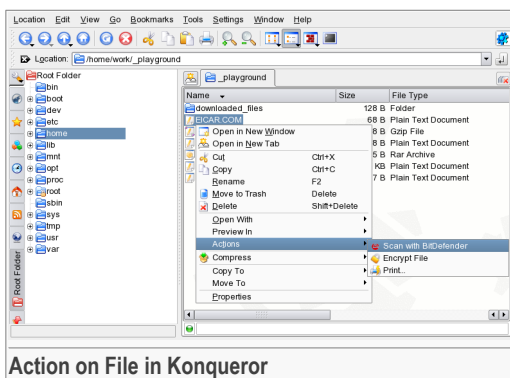 Location Edit View Go Bookmarks Tools Settings Window Help
Location: /home/work/_playground
Root Folder
bin
boot
dev
etc
home
lib
mnt
opt
proc
root
sbin
sys
tmp
usr
var
Root Folder
_playground
Name Size File Type
downloaded_files 128 B Folder
EICAR.COM 68 B Plain Text Document
8 B Gzip File
8 B Plain Text Document
5 B Rar Archive
KB Plain Text Document
7 B Plain Text Document
Open in New Window
Open in New Tab
Cut Ctrl+X
Copy Ctrl+C
Rename F2
Move to Trash Delete
Delete Shift+Delete
Open With
Preview In
Actions
Compress
Copy To
Move To
Properties
Scan with BitDefender
Encrypt File
Print...
Action on File in Konqueror